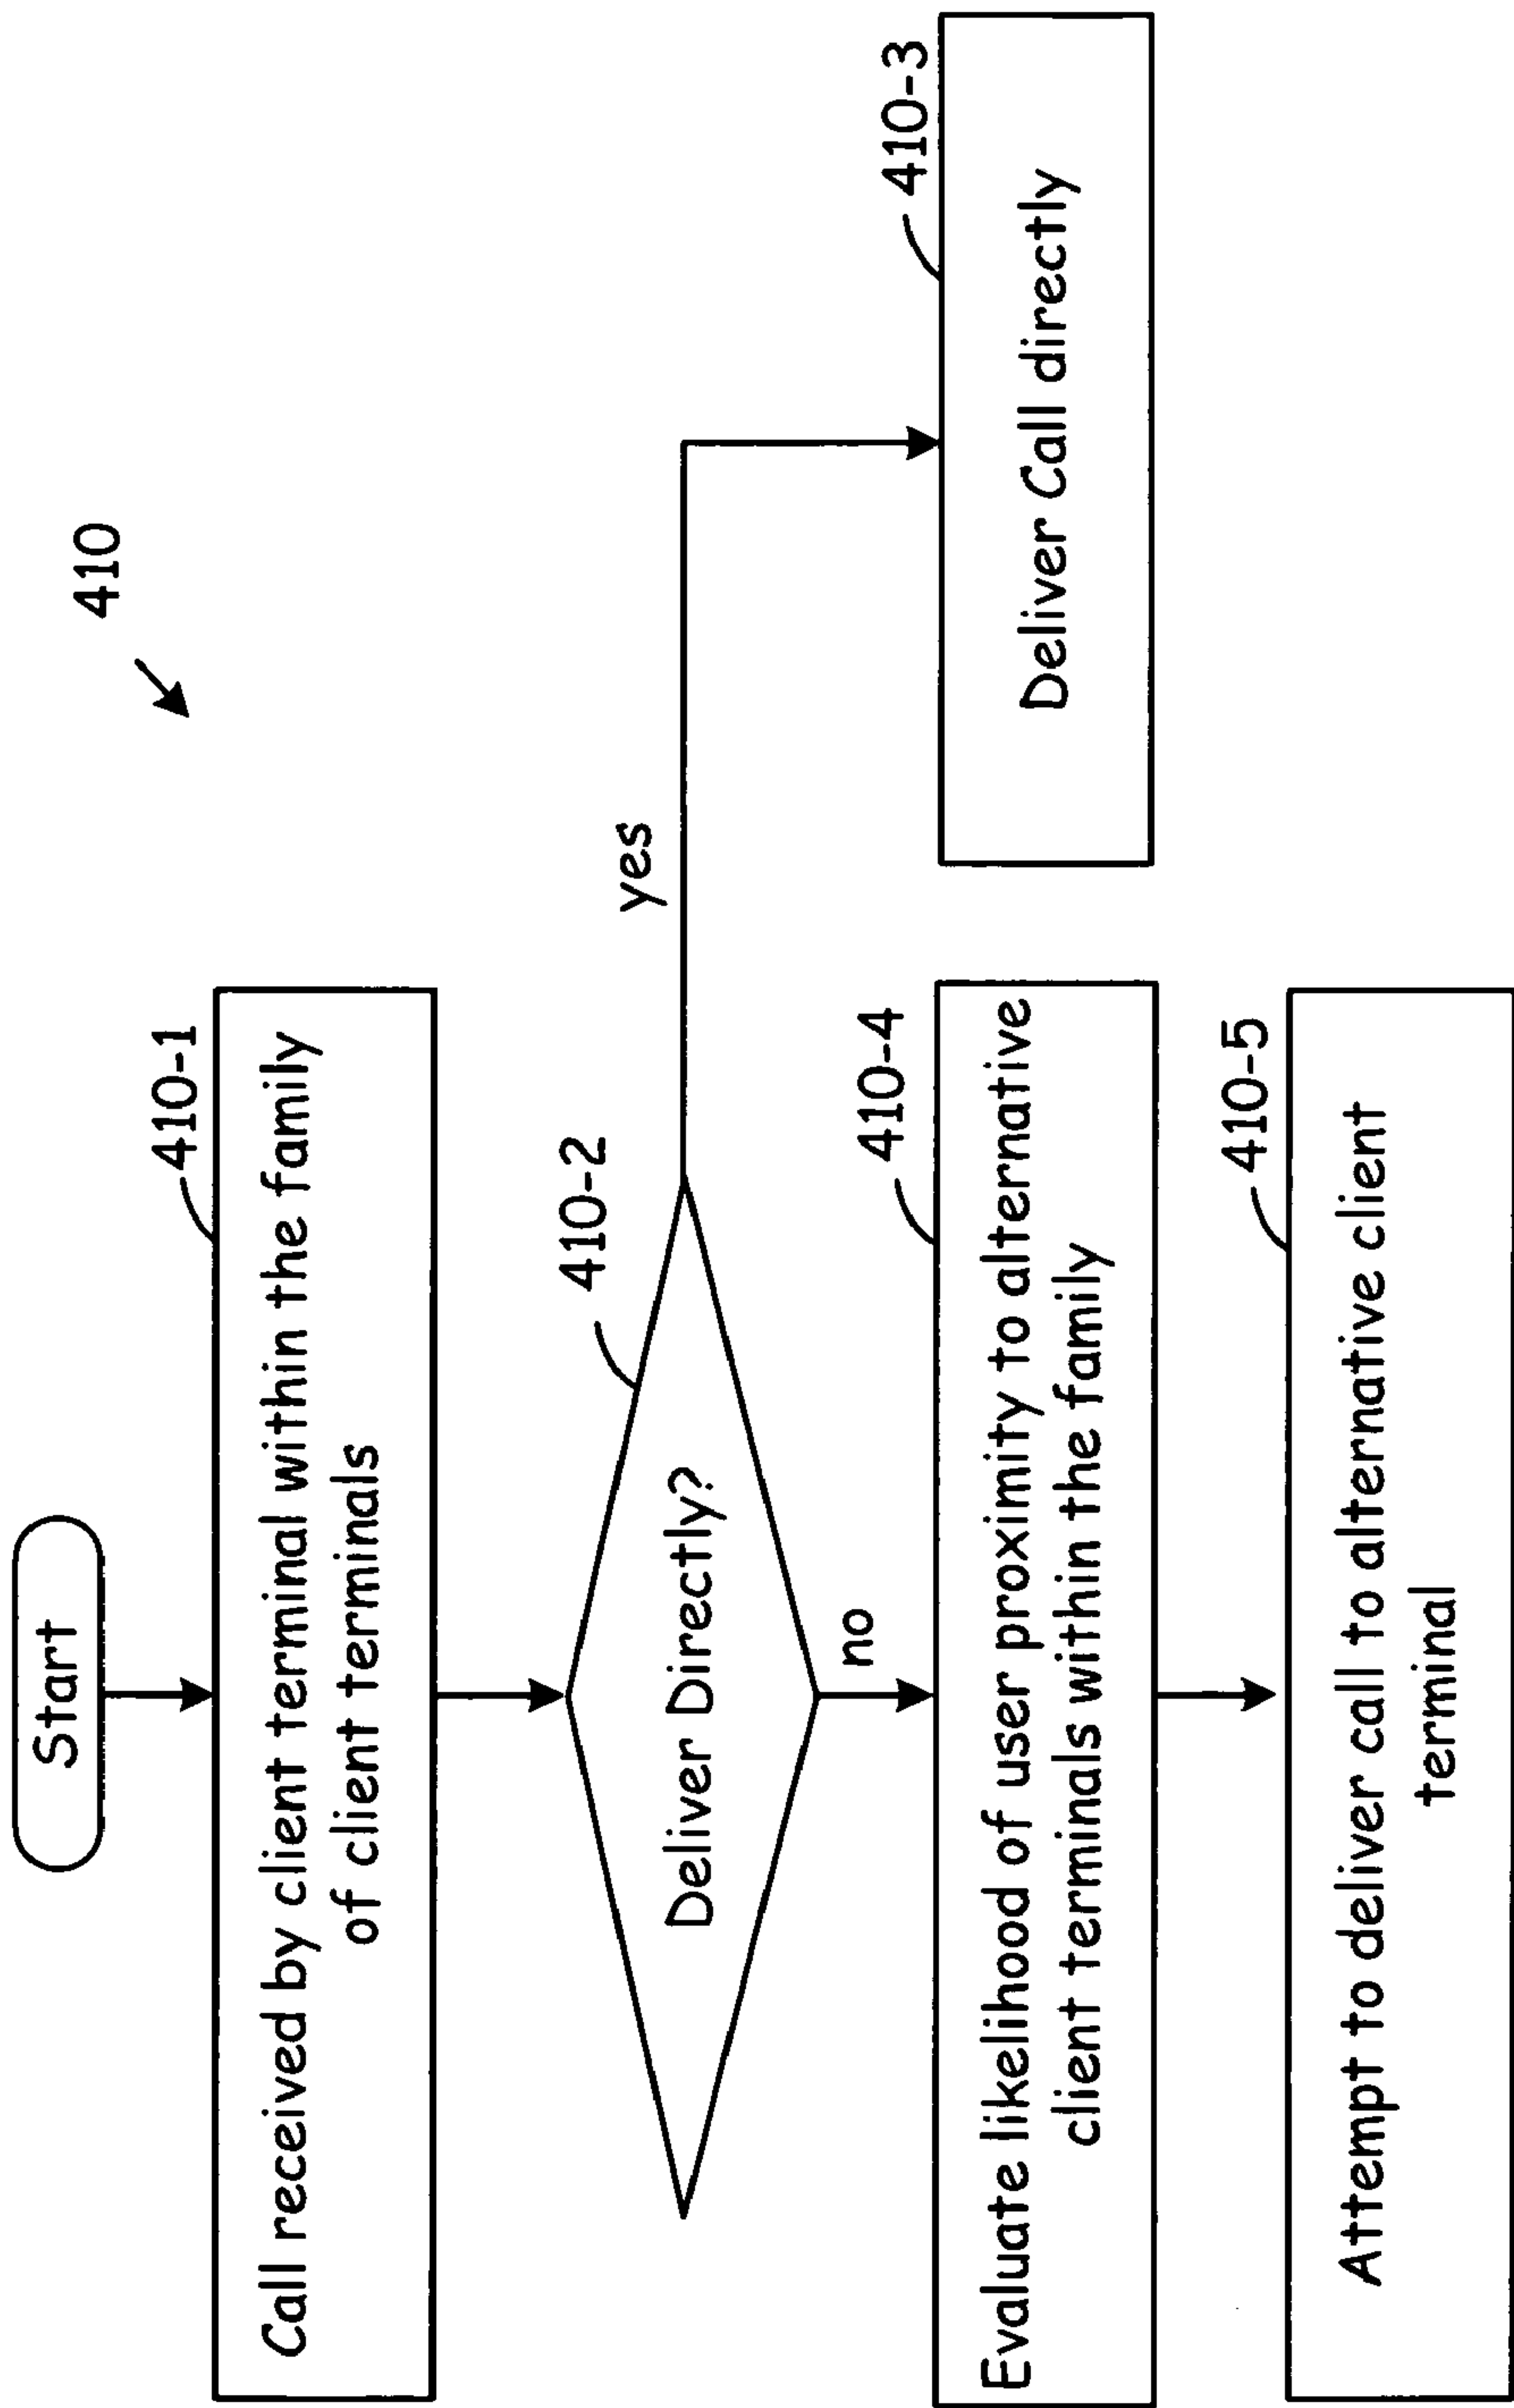 410
Start
410-1
Call received by client terminal within the family
of client terminals
410-2
Deliver Directly?
yes
no
410-3
Deliver Call directly
410-4
Evaluate likelihood of user proximity to alternative
client terminals within the family
410-5
Attempt to deliver call to alternative client
terminal